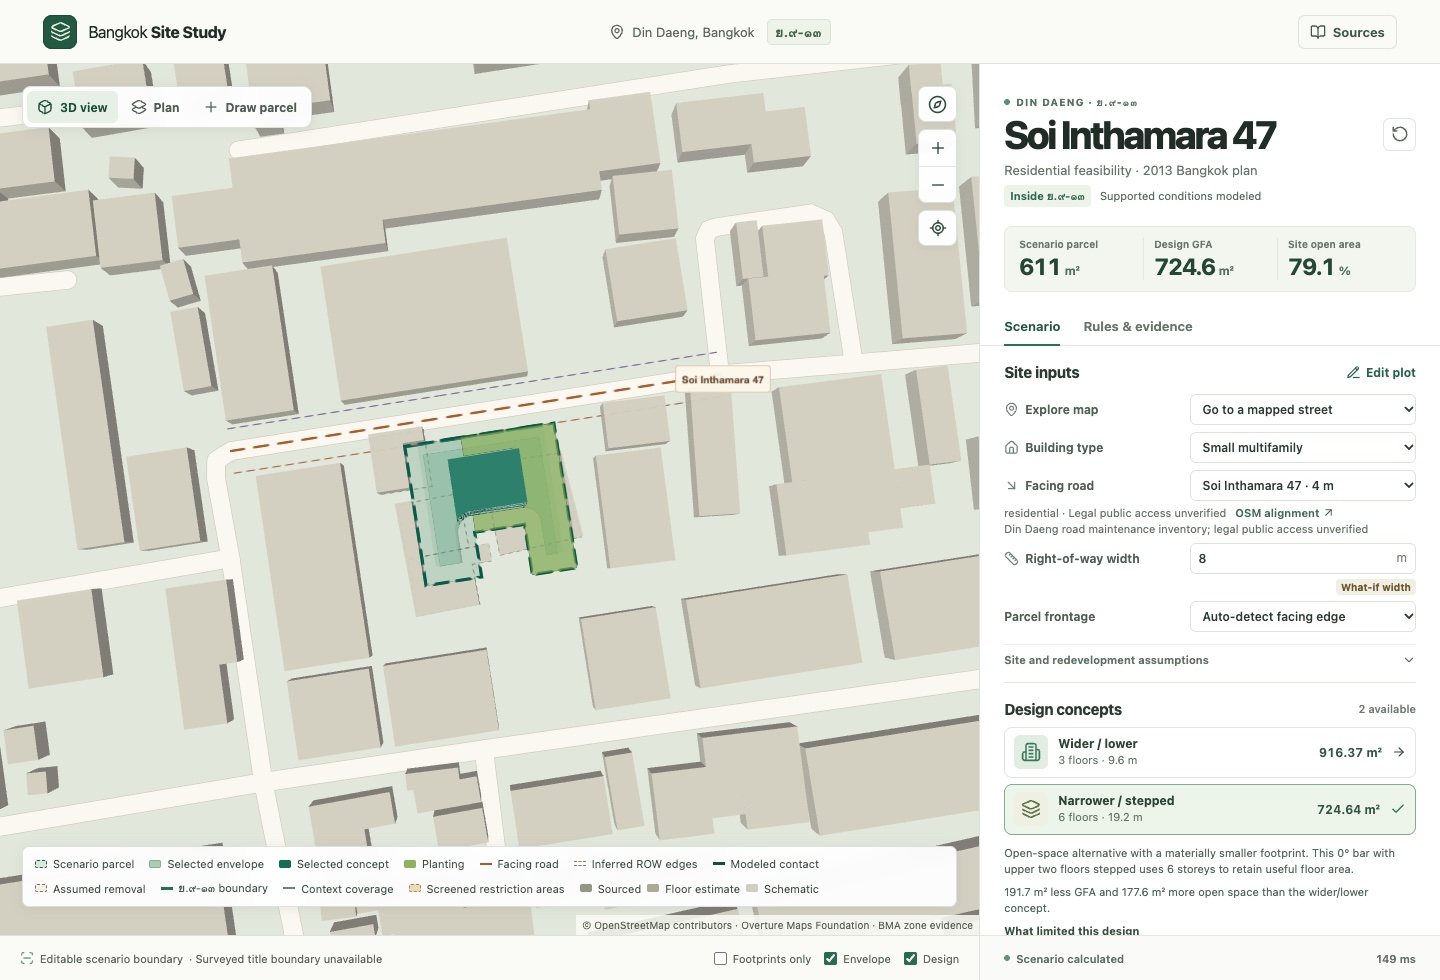 Bangkok Site Study
Din Daeng, Bangkok ย.๙-๑๓
Sources
3D view Plan Draw parcel
Soi Inthamara 47
DIN DAENG · ย.๙-๑๓
Soi Inthamara 47
Residential feasibility · 2013 Bangkok plan
Inside ย.๙-๑๓ Supported conditions modeled
Scenario parcel Design GFA Site open area
611 m² 724.6 m² 79.1 %
Scenario Rules & evidence
Site inputs Edit plot
Explore map Go to a mapped street
Building type Small multifamily
Facing road Soi Inthamara 47 · 4 m
residential · Legal public access unverified OSM alignment
Din Daeng road maintenance inventory; legal public access unverified
Right-of-way width 8 m
What-if width
Parcel frontage Auto-detect facing edge
Site and redevelopment assumptions
Design concepts 2 available
Wider / lower
3 floors · 9.6 m
916.37 m²
Narrower / stepped
6 floors · 19.2 m
724.64 m²
Open-space alternative with a materially smaller footprint. This 0° bar with
upper two floors stepped uses 6 storeys to retain useful floor area.
191.7 m² less GFA and 177.6 m² more open space than the wider/lower
concept.
What limited this design
Scenario parcel Selected envelope Selected concept Planting Facing road Inferred ROW edges Modeled contact
Assumed removal ย.๙-๑๓ boundary Context coverage Screened restriction areas Sourced Floor estimate Schematic
© OpenStreetMap contributors · Overture Maps Foundation · BMA zone evidence
Editable scenario boundary · Surveyed title boundary unavailable
Footprints only Envelope Design
Scenario calculated 149 ms